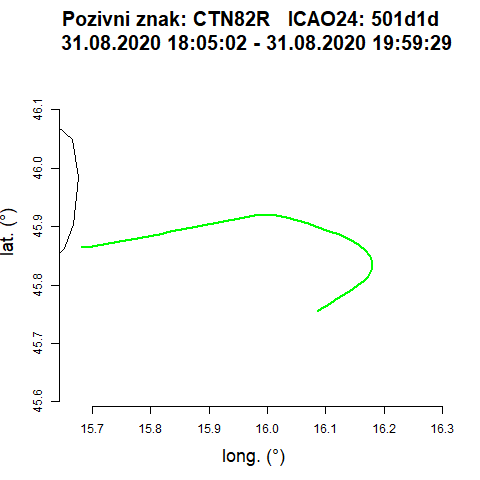 Pozivni znak: CTN82R ICAO24: 501d1d
31.08.2020 18:05:02 - 31.08.2020 19:59:29
46.1
46.0
45.9
45.8
45.7
45.6
lat. (°)
15.7 15.8 15.9 16.0 16.1 16.2 16.3
long. (°)